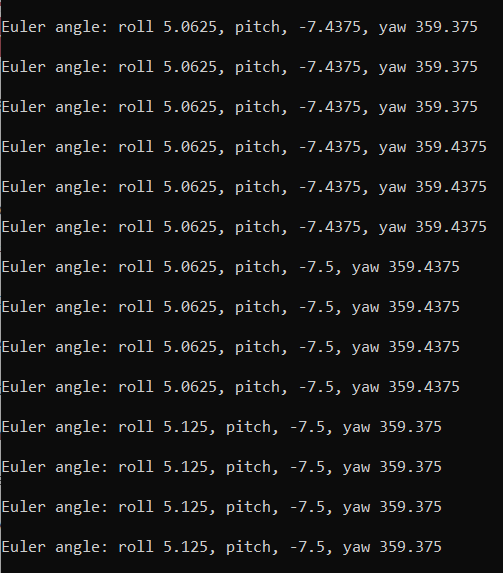 Euler angle: roll 5.0625, pitch, -7.4375, yaw 359.375
Euler angle: roll 5.0625, pitch, -7.4375, yaw 359.375
Euler angle: roll 5.0625, pitch, -7.4375, yaw 359.375
Euler angle: roll 5.0625, pitch, -7.4375, yaw 359.4375
Euler angle: roll 5.0625, pitch, -7.4375, yaw 359.4375
Euler angle: roll 5.0625, pitch, -7.4375, yaw 359.4375
Euler angle: roll 5.0625, pitch, -7.5, yaw 359.4375
Euler angle: roll 5.0625, pitch, -7.5, yaw 359.4375
Euler angle: roll 5.0625, pitch, -7.5, yaw 359.4375
Euler angle: roll 5.0625, pitch, -7.5, yaw 359.4375
Euler angle: roll 5.125, pitch, -7.5, yaw 359.375
Euler angle: roll 5.125, pitch, -7.5, yaw 359.375
Euler angle: roll 5.125, pitch, -7.5, yaw 359.375
Euler angle: roll 5.125, pitch, -7.5, yaw 359.375